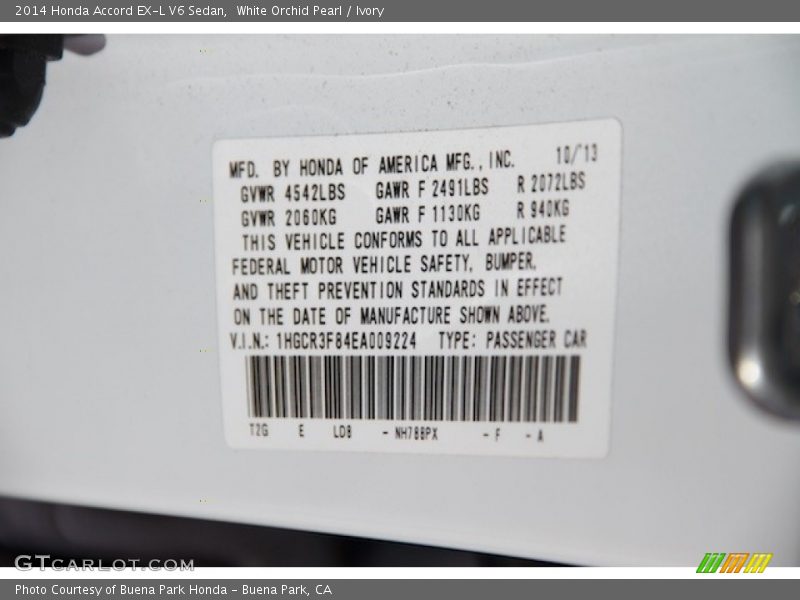 2014 Honda Accord EX-L V6 Sedan,  White Orchid Pearl / Ivory
MFD. BY HONDA OF AMERICA MFG., INC. 10/'13
GVWR 4542LBS GAWR F 2491LBS R 2072LBS
GVWR 2060KG GAWR F 1130KG R 940KG
THIS VEHICLE CONFORMS TO ALL APPLICABLE
FEDERAL MOTOR VEHICLE SAFETY, BUMPER,
AND THEFT PREVENTION STANDARDS IN EFFECT
ON THE DATE OF MANUFACTURE SHOWN ABOVE.
V.I.N.: 1HGCR3F84EA009224 TYPE: PASSENGER CAR
T2G E LDB - NH788PX - F - A
GTCARLOT.COM
Photo Courtesy of Buena Park Honda - Buena Park, CA